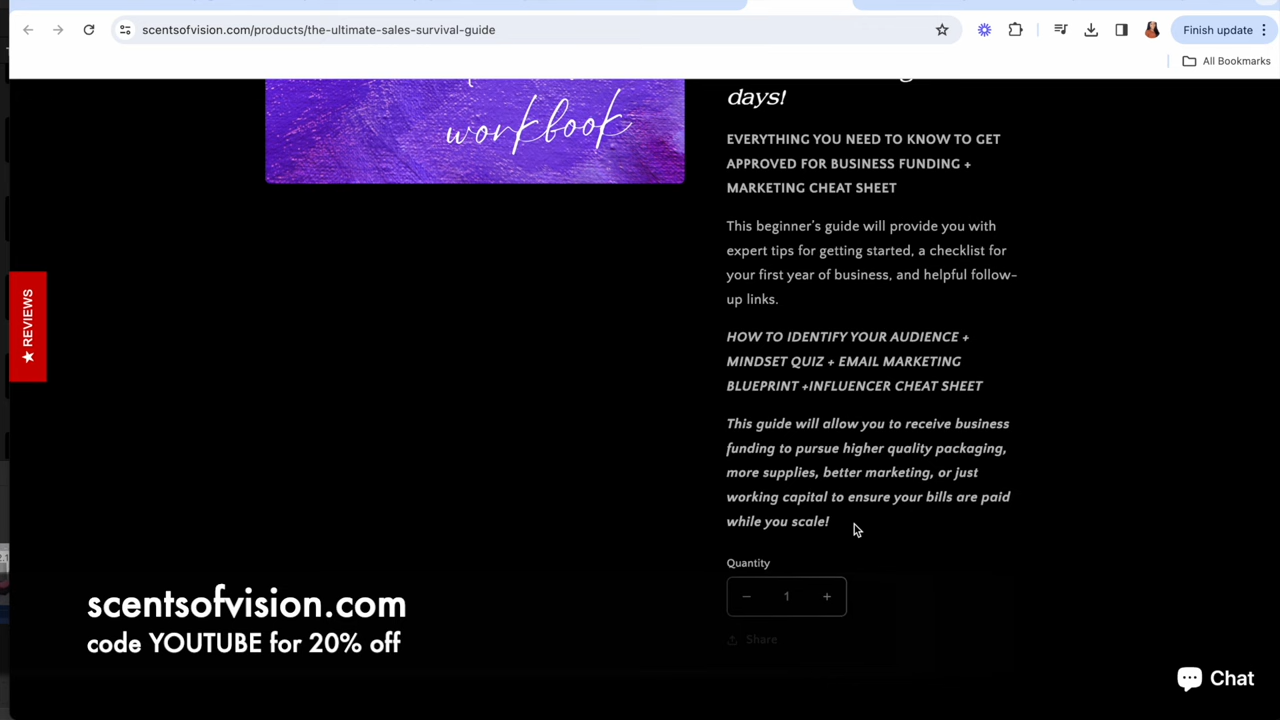 scentsofvision.com/products/the-ultimate-sales-survival-guide
Finish update
All Bookmarks
workbook
days!
EVERYTHING YOU NEED TO KNOW TO GET
APPROVED FOR BUSINESS FUNDING +
MARKETING CHEAT SHEET
This beginner's guide will provide you with
expert tips for getting started, a checklist for
your first year of business, and helpful follow-
up links.
HOW TO IDENTIFY YOUR AUDIENCE +
MINDSET QUIZ + EMAIL MARKETING
BLUEPRINT +INFLUENCER CHEAT SHEET
This guide will allow you to receive business
funding to pursue higher quality packaging,
more supplies, better marketing, or just
working capital to ensure your bills are paid
while you scale!
Quantity
− 1 +
Share
★ REVIEWS
scentsofvision.com
code YOUTUBE for 20% off
Chat